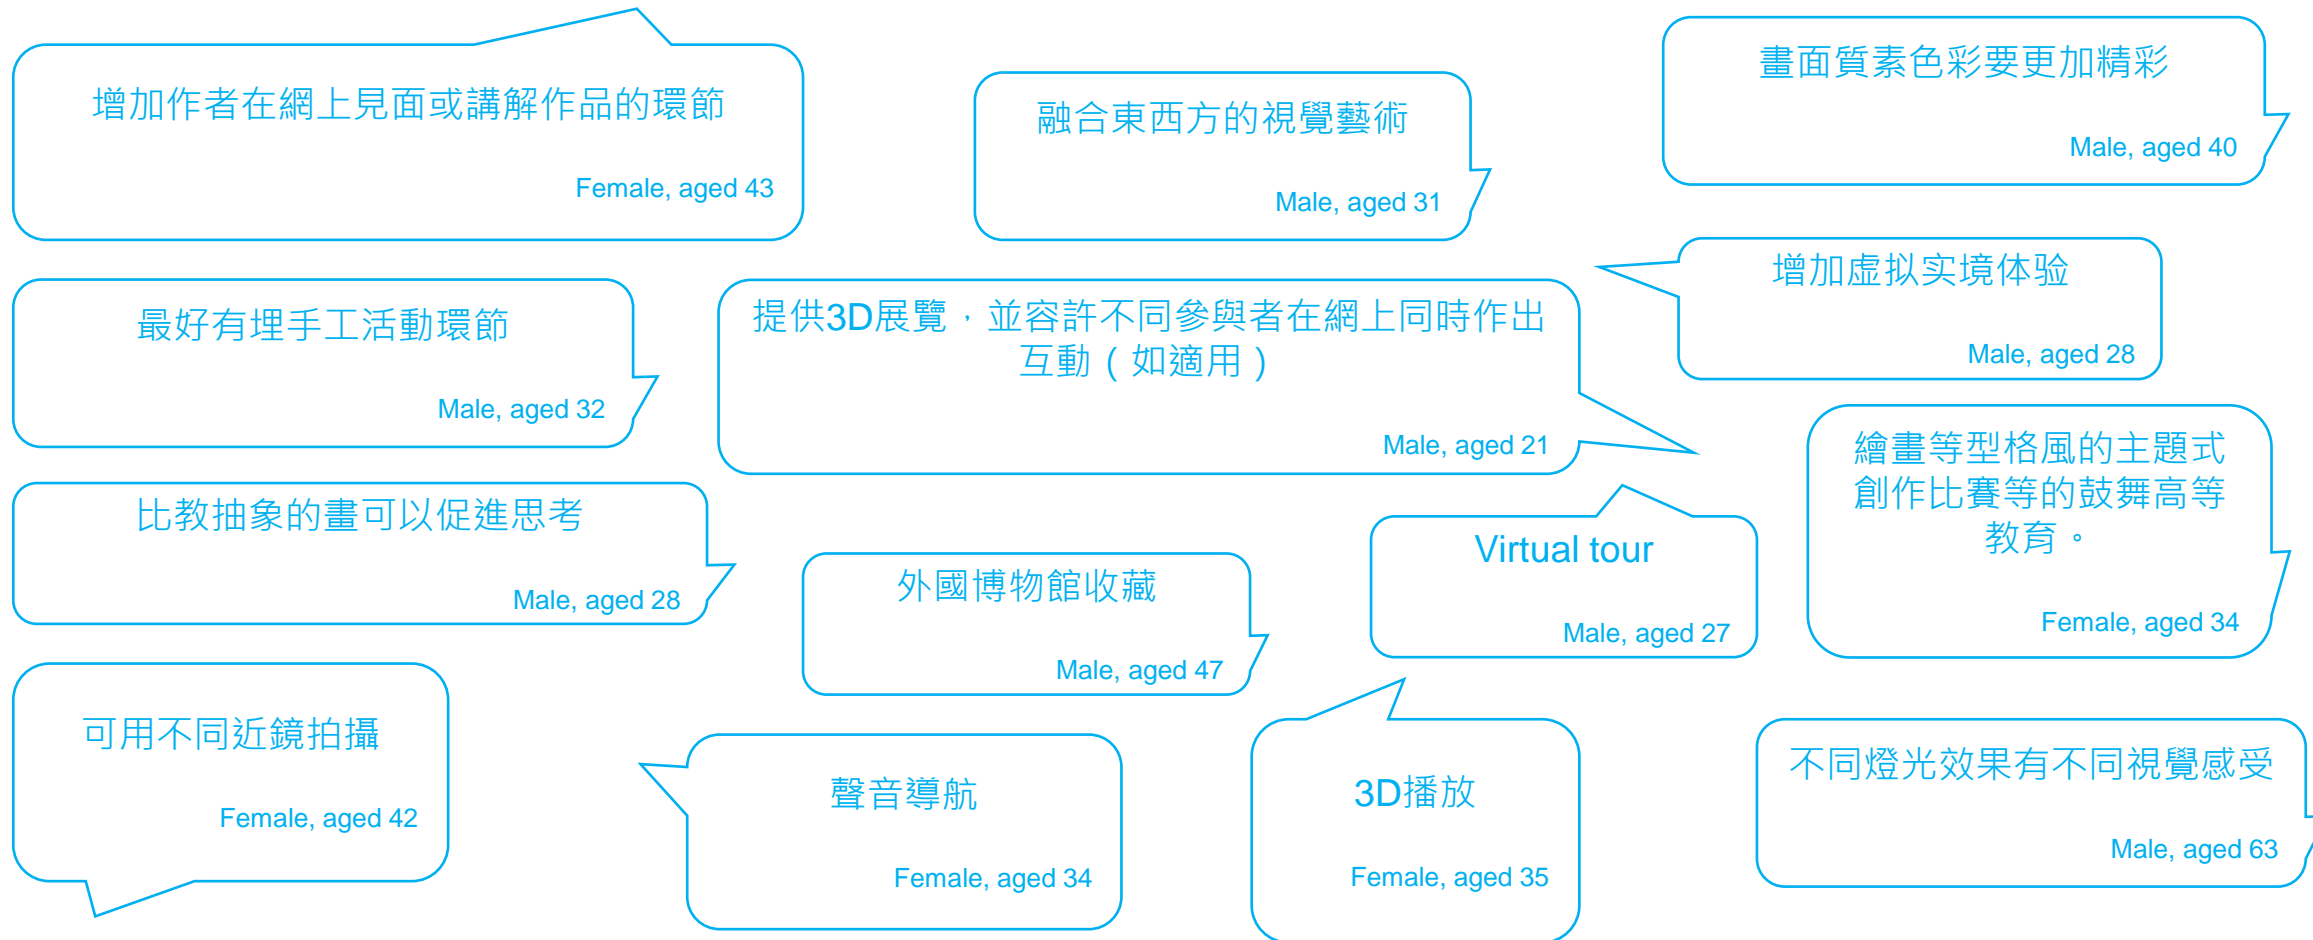 增加作者在網上見面或講解作品的環節
Female, aged 43
融合東西方的視覺藝術
Male, aged 31
畫面質素色彩要更加精彩
Male, aged 40
最好有埋手工活動環節
Male, aged 32
提供3D展覽，並容許不同參與者在網上同時作出
互動（如適用）
Male, aged 21
增加虚拟实境体验
Male, aged 28
比教抽象的畫可以促進思考
Male, aged 28
外國博物館收藏
Male, aged 47
Virtual tour
Male, aged 27
繪畫等型格風的主題式
創作比賽等的鼓舞高等
教育。
Female, aged 34
可用不同近鏡拍攝
Female, aged 42
聲音導航
Female, aged 34
3D播放
Female, aged 35
不同燈光效果有不同視覺感受
Male, aged 63